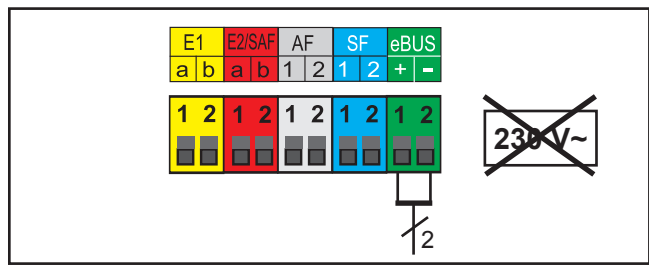 E1 E2/SAF AF SF eBUS
a b a b 1 2 1 2 + -
1 2 1 2 1 2 1 2 1 2
230 V~
2